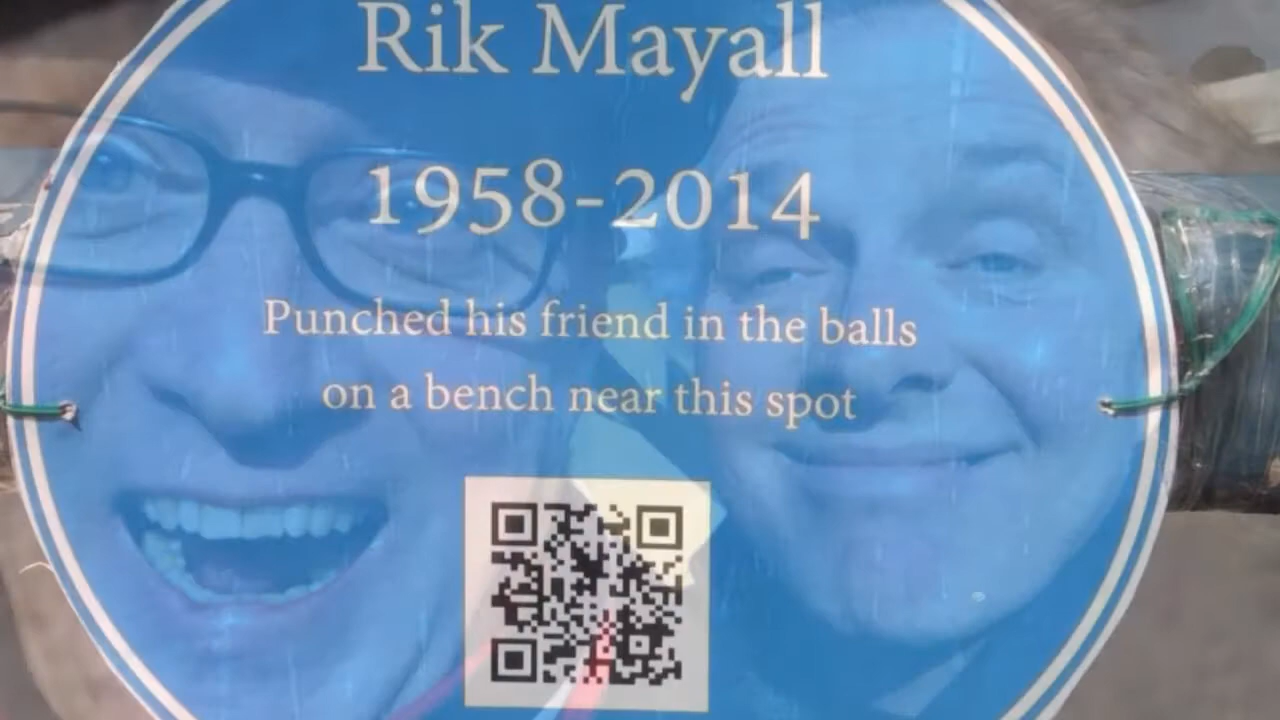 Rik Mayall
1958-2014
Punched his friend in the balls
on a bench near this spot